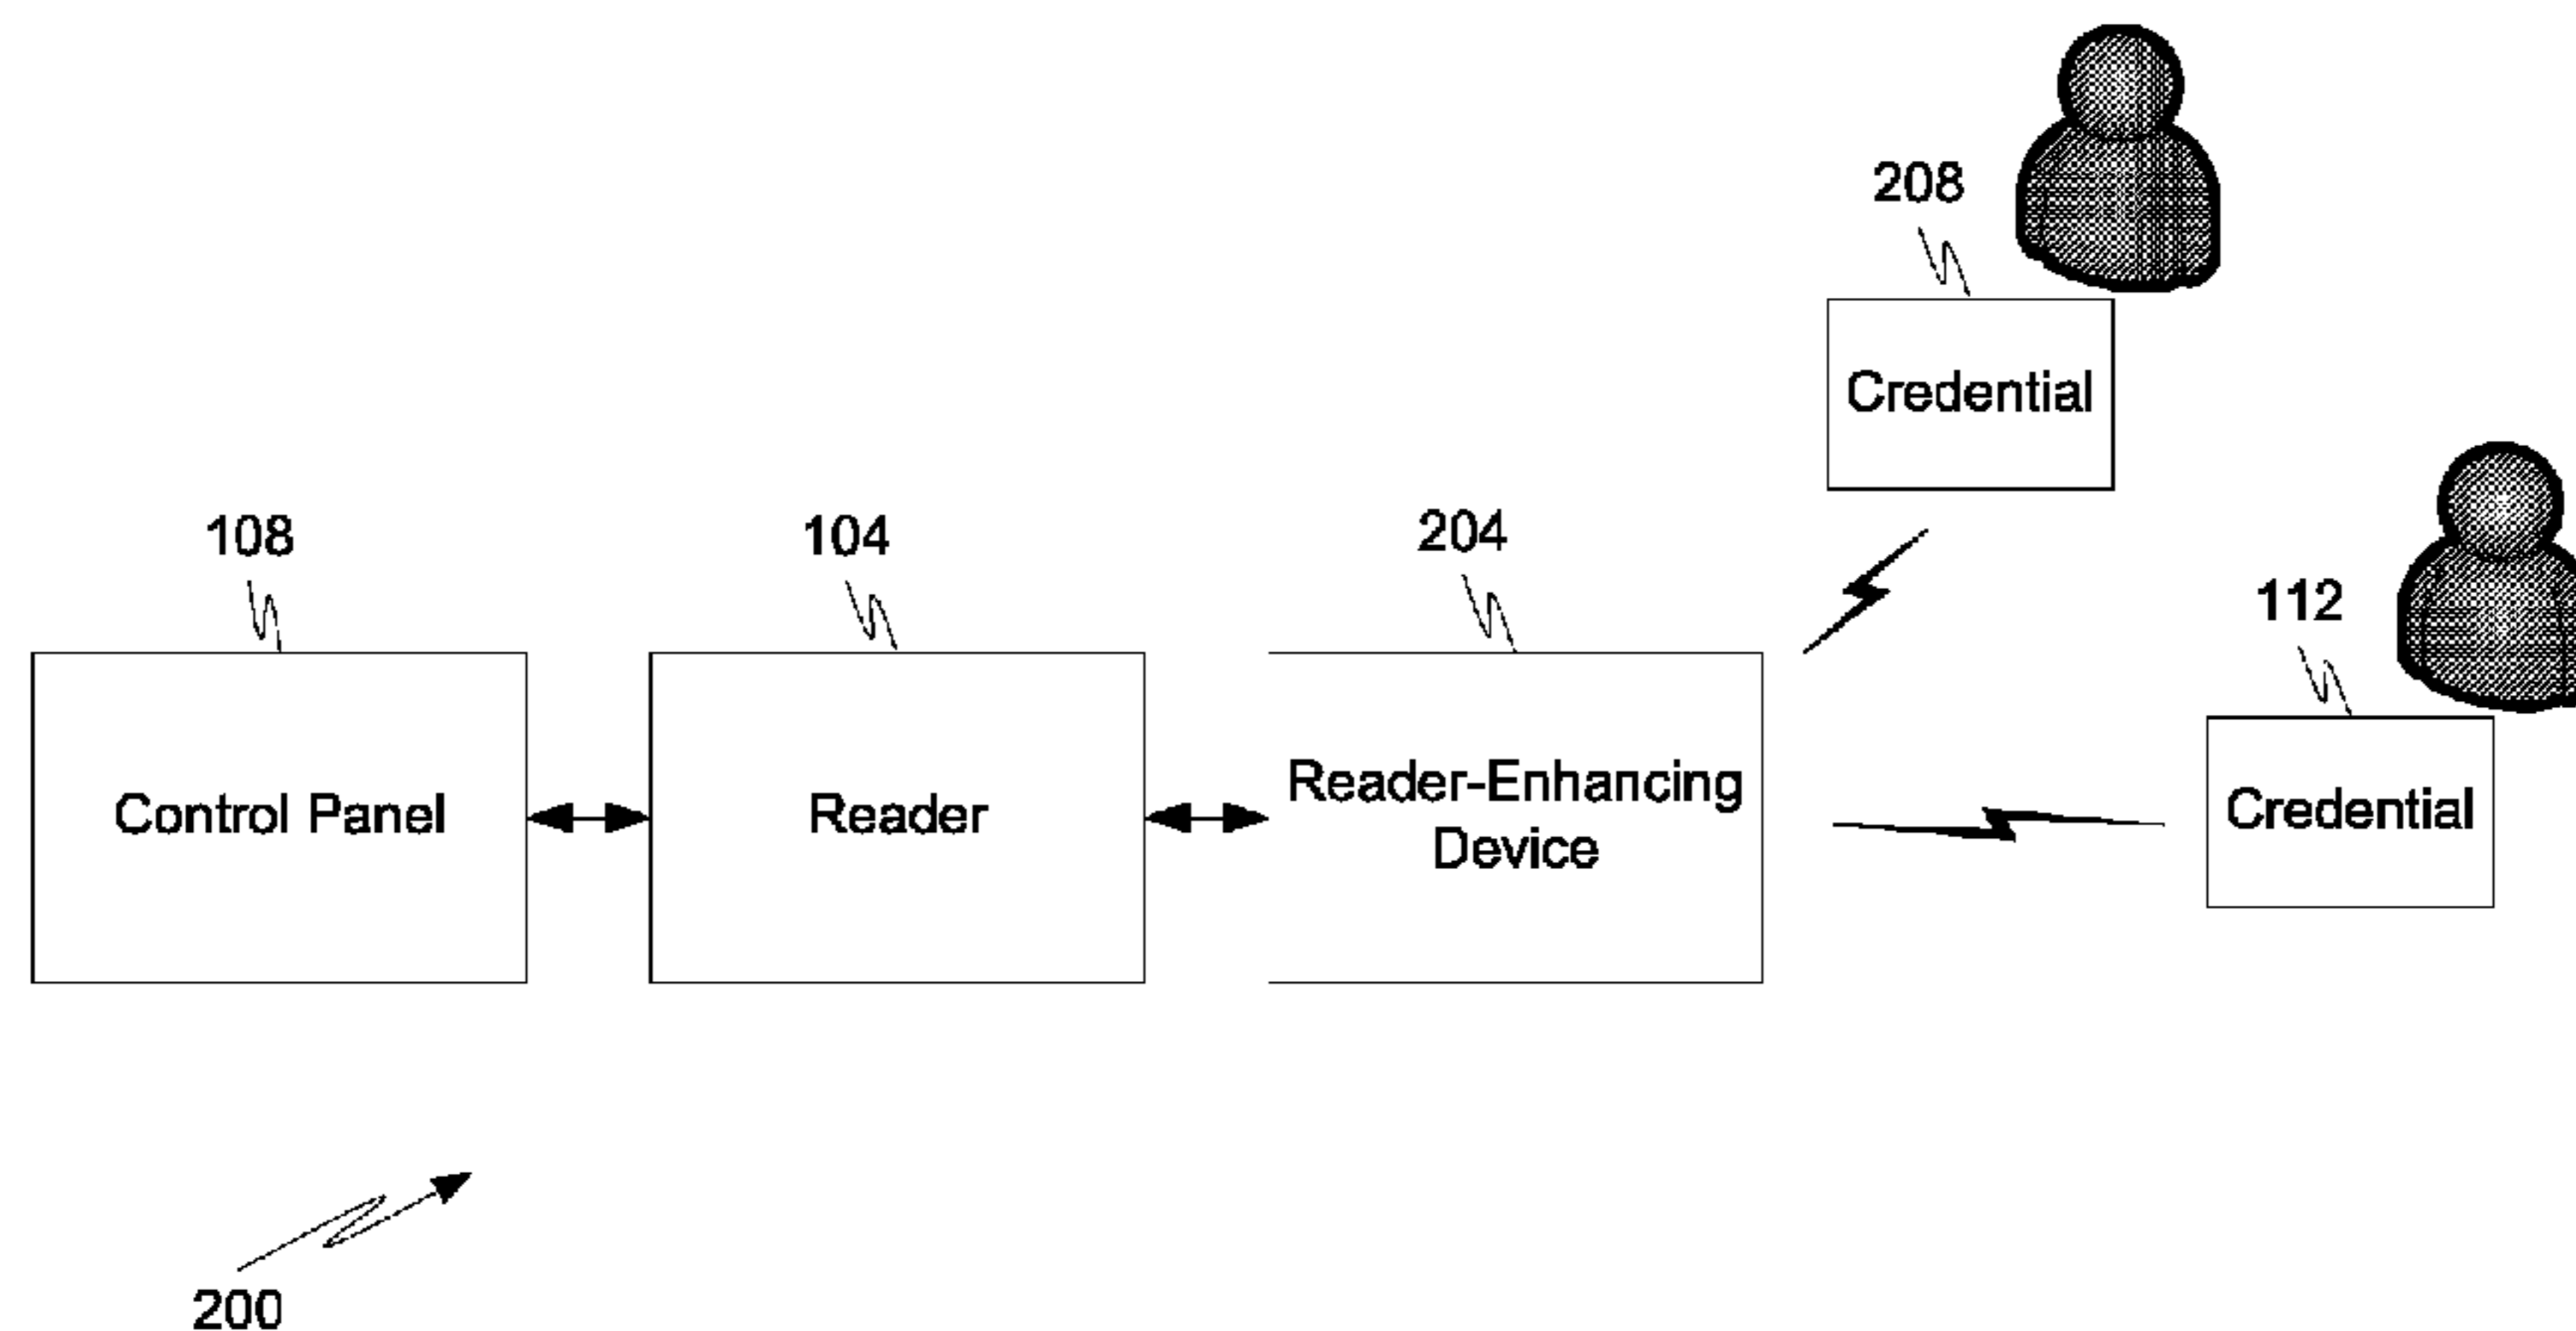 208
Credential
108
104
204
112
Control Panel
Reader
Reader-Enhancing
Device
Credential
200